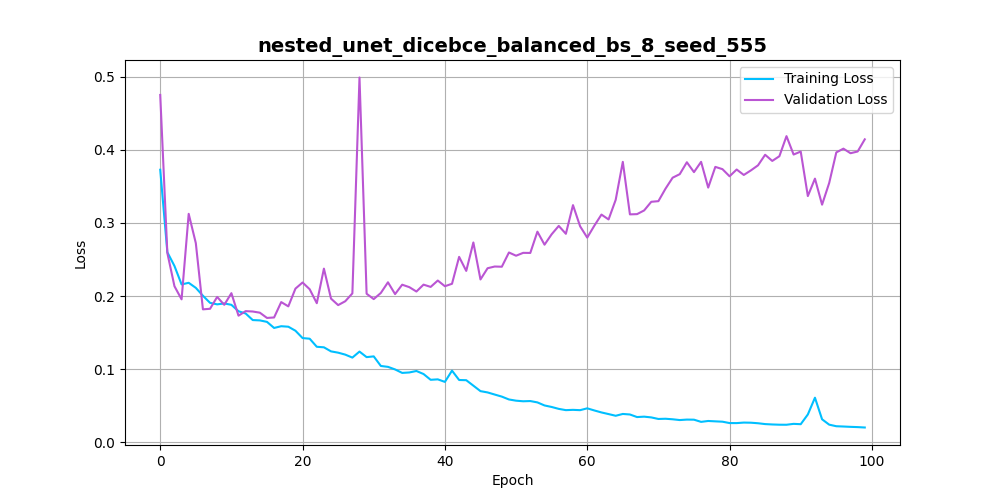 nested_unet_dicebce_balanced_bs_8_seed_555
Training Loss
Validation Loss
0.5
0.4
0.3
0.2
0.1
0.0
Loss
0 20 40 60 80 100
Epoch